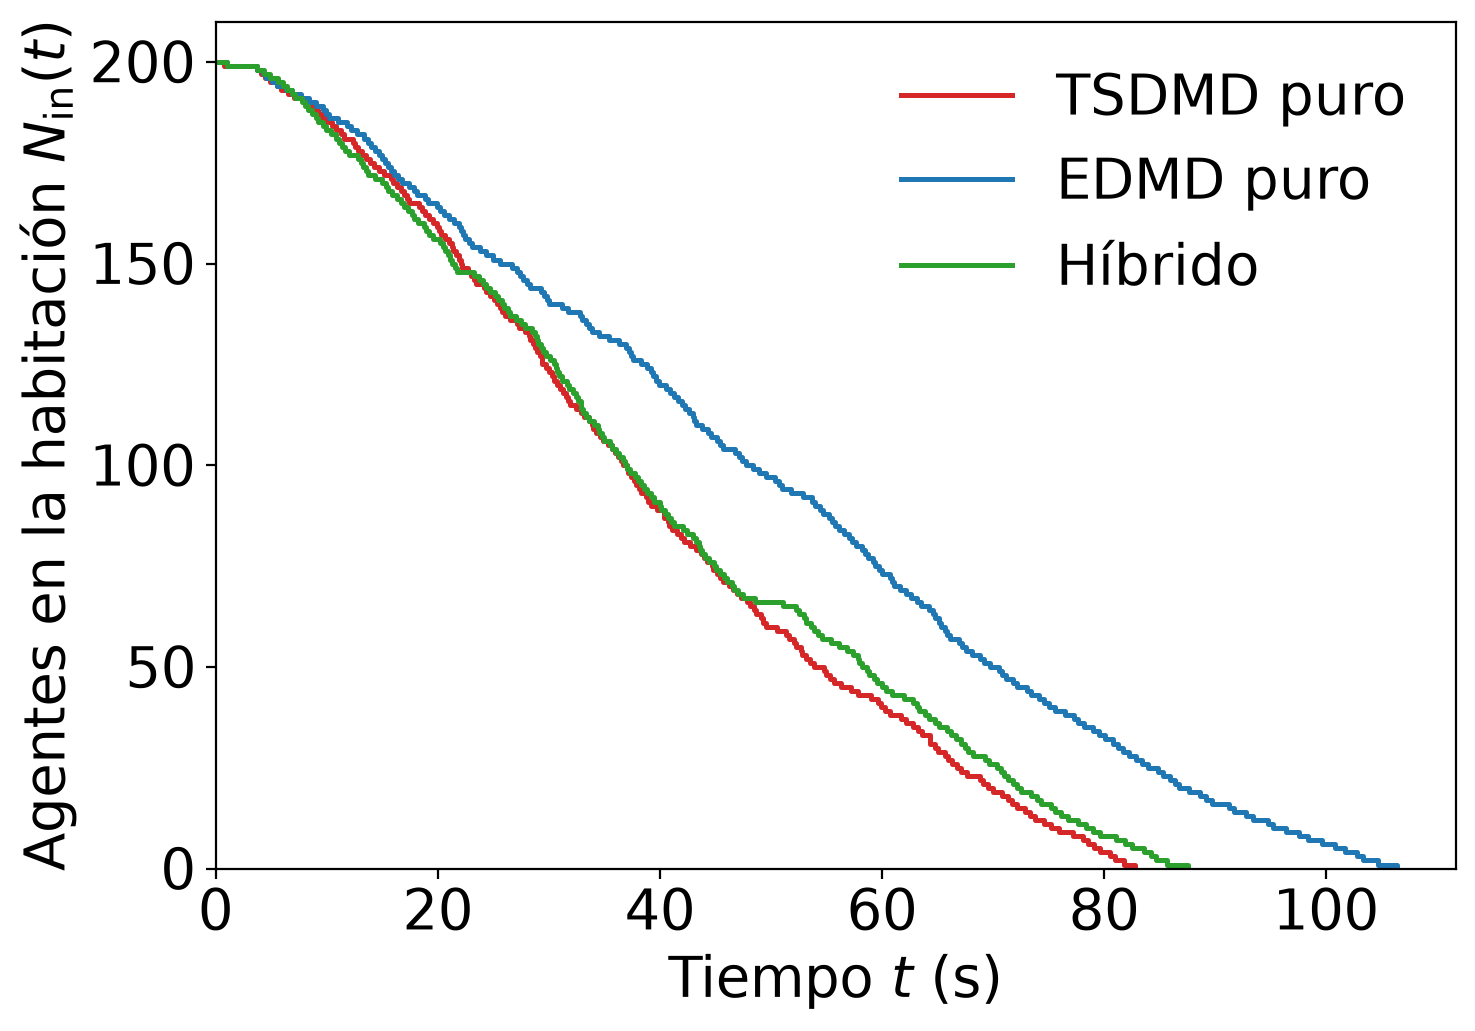 Agentes en la habitación N_in(t)
200
150
100
50
0
0 20 40 60 80 100
Tiempo t (s)
TSDMD puro
EDMD puro
Híbrido